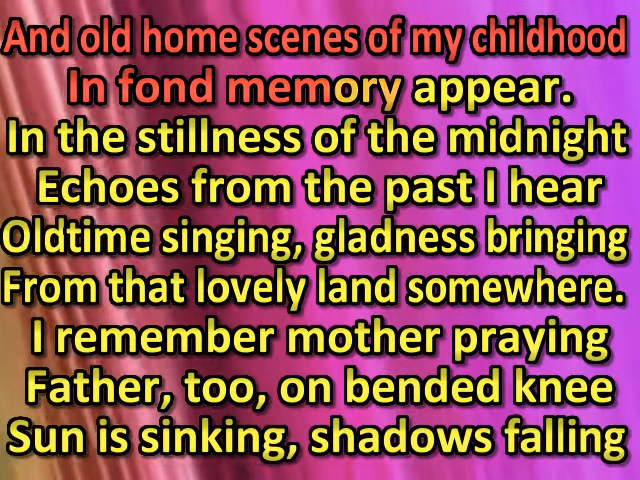 And old home scenes of my childhood
In fond memory appear.
In the stillness of the midnight
Echoes from the past I hear
Oldtime singing, gladness bringing
From that lovely land somewhere.
I remember mother praying
Father, too, on bended knee
Sun is sinking, shadows falling